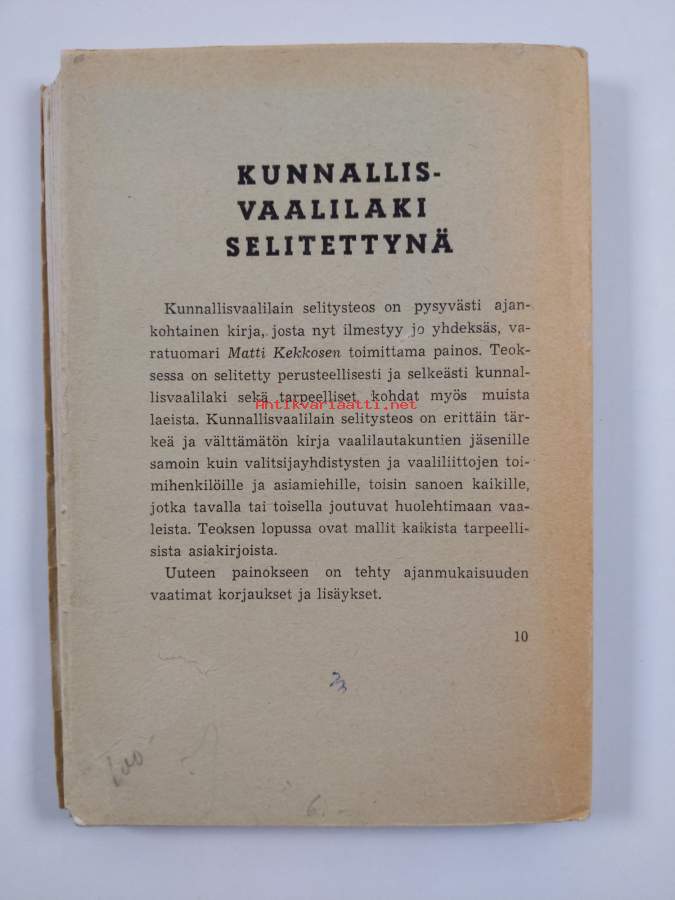 KUNNALLIS-
VAALILAKI
SELITETTYNÄ
Kunnallisvaalilain selitysteos on pysyvästi ajan-
kohtainen kirja, josta nyt ilmestyy jo yhdeksäs, va-
ratuomari Matti Kekkosen toimittama painos. Teok-
sessa on selitetty perusteellisesti ja selkeästi kunnal-
lisvaalilaki sekä tarpeelliset kohdat myös muista
Antikvariaatti.net
laeista. Kunnallisvaalilain selitysteos on erittäin tär-
keä ja välttämätön kirja vaalilautakuntien jäsenille
samoin kuin valitsijayhdistysten ja vaaliliittojen toi-
mihenkilöille ja asiamiehille, toisin sanoen kaikille,
jotka tavalla tai toisella joutuvat huolehtimaan vaa-
leista. Teoksen lopussa ovat mallit kaikista tarpeelli-
sista asiakirjoista.
Uuteen painokseen on tehty ajanmukaisuuden
vaatimat korjaukset ja lisäykset.
10
100
6.-